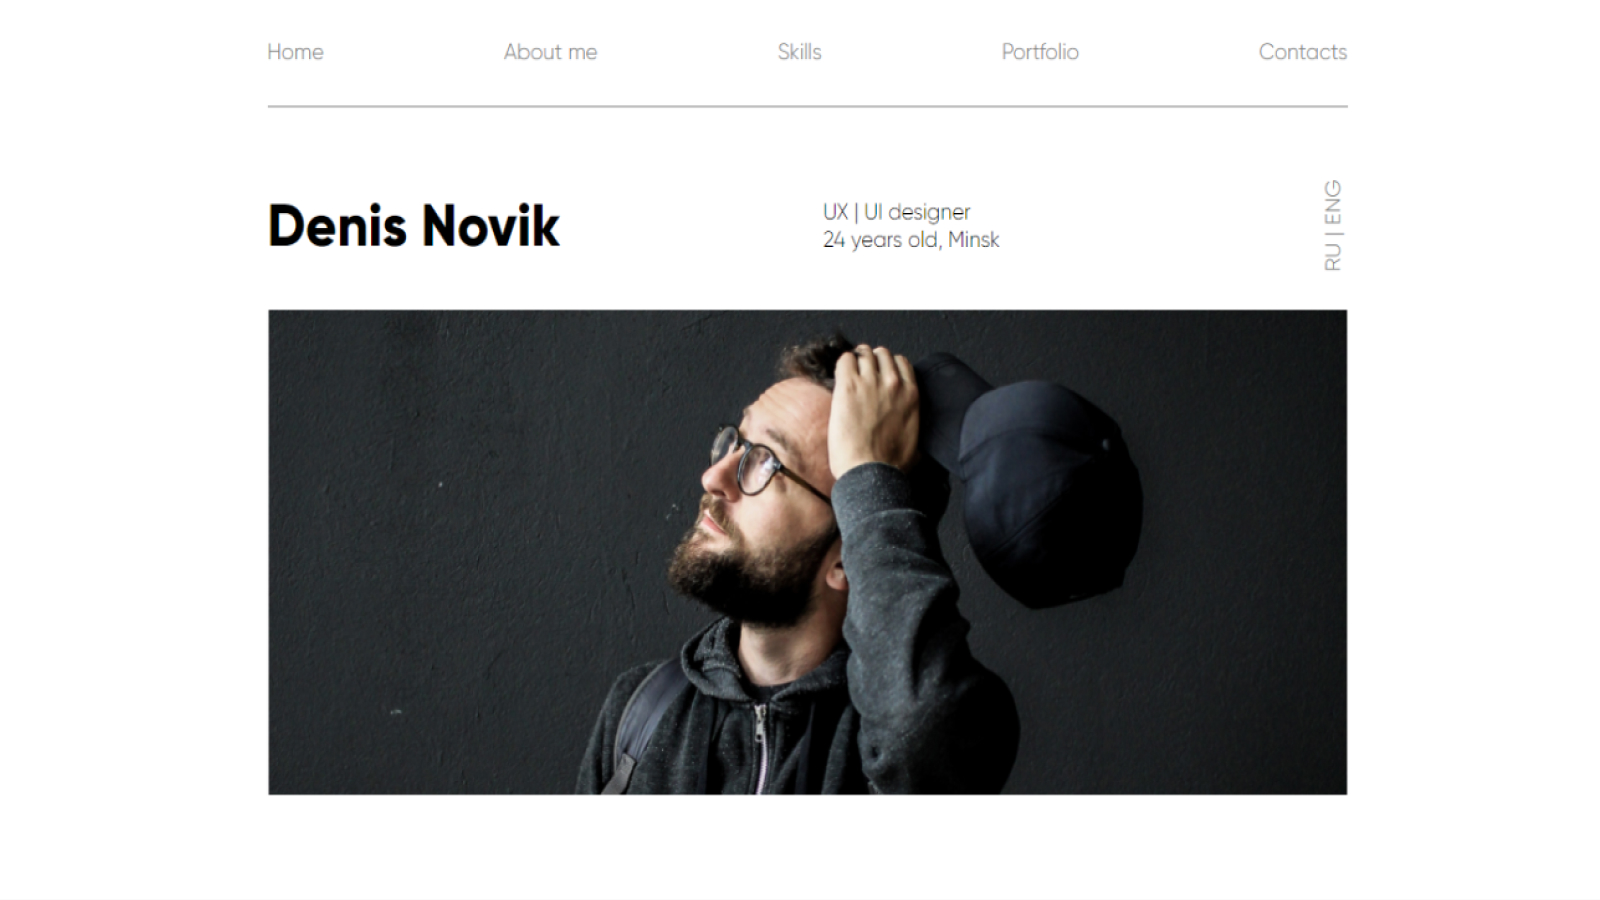 Home
About me
Skills
Portfolio
Contacts
Denis Novik
UX | UI designer
24 years old, Minsk
RU | ENG